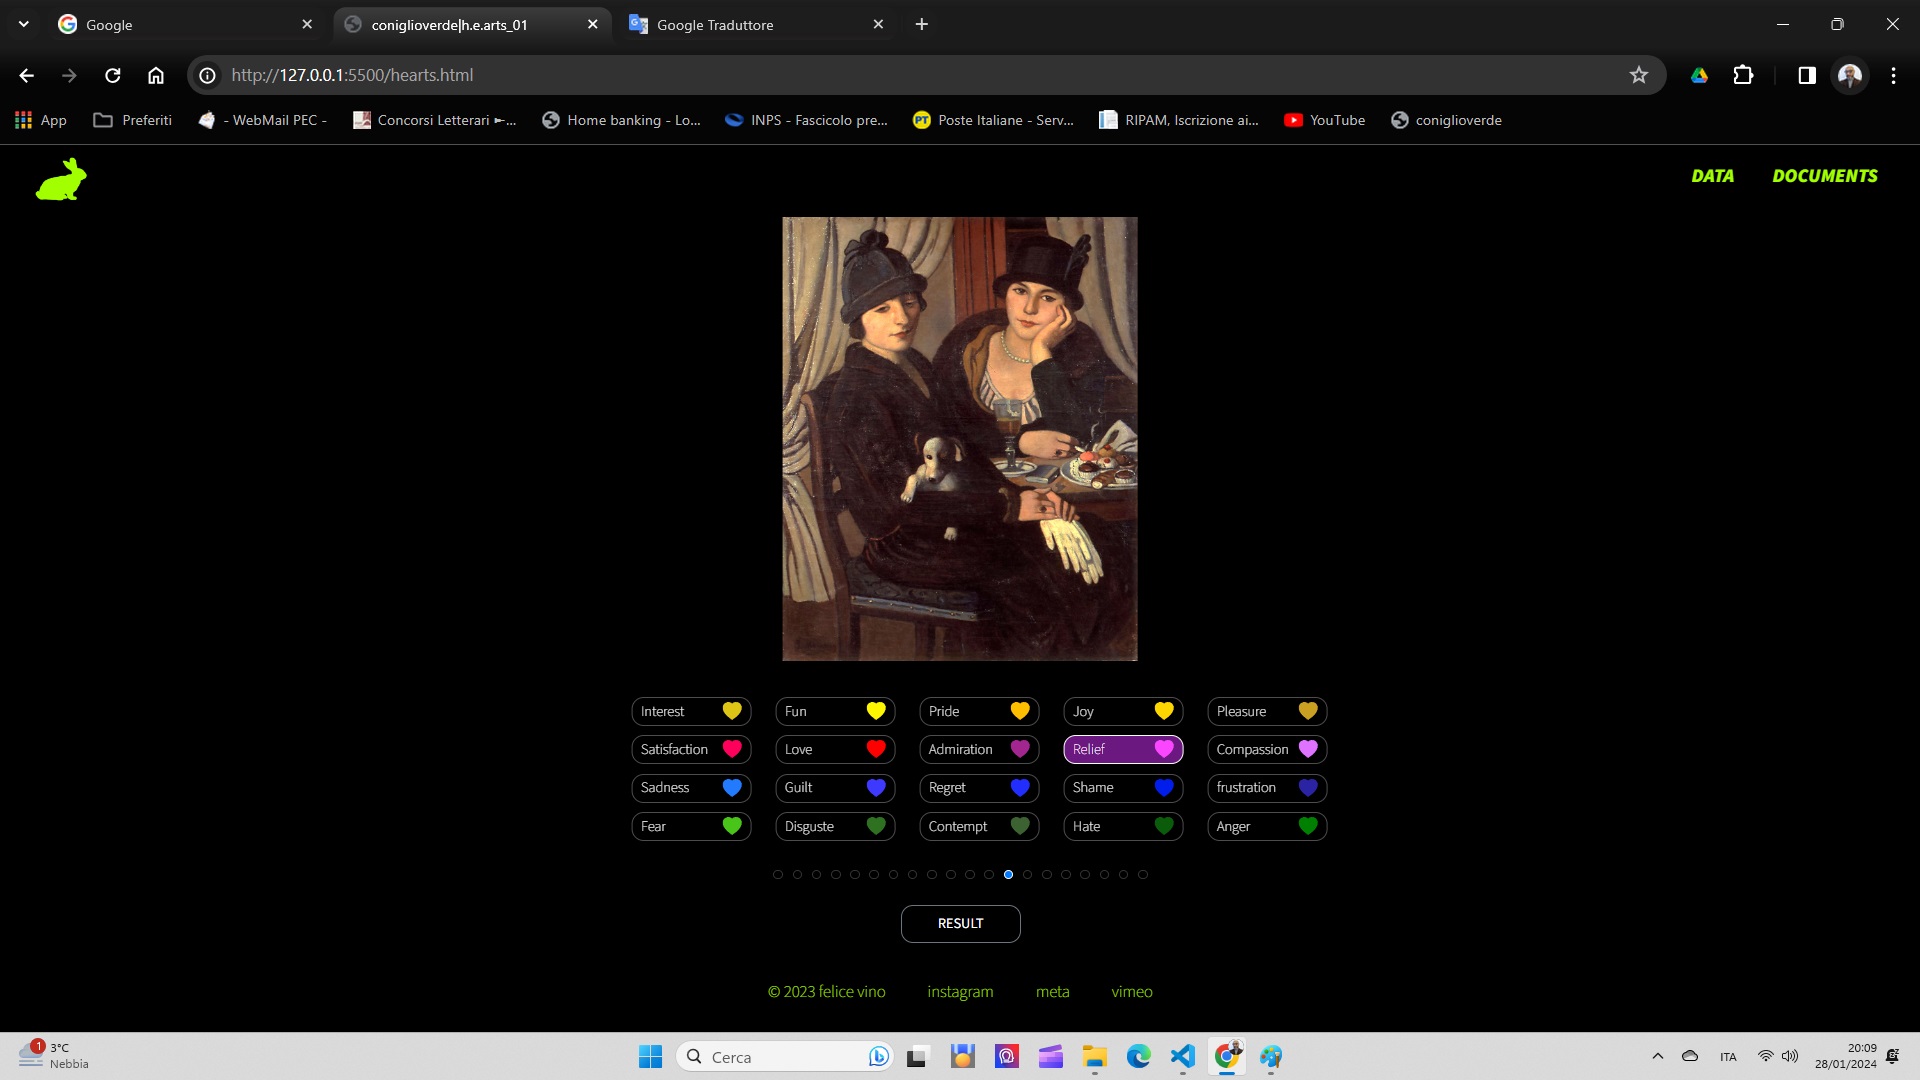 Google
coniglioverde|h.e.arts_01
Google Traduttore
http://127.0.0.1:5500/hearts.html
App
Preferiti
- WebMail PEC -
Concorsi Letterari ►-...
Home banking - Lo...
INPS - Fascicolo pre...
Poste Italiane - Serv...
RIPAM, Iscrizione ai...
YouTube
coniglioverde
DATA DOCUMENTS
Interest Fun Pride Joy Pleasure
Satisfaction Love Admiration Relief Compassion
Sadness Guilt Regret Shame frustration
Fear Disguste Contempt Hate Anger
RESULT
© 2023 felice vino instagram meta vimeo
1
3°C
Nebbia
Cerca
ITA
20:09
28/01/2024